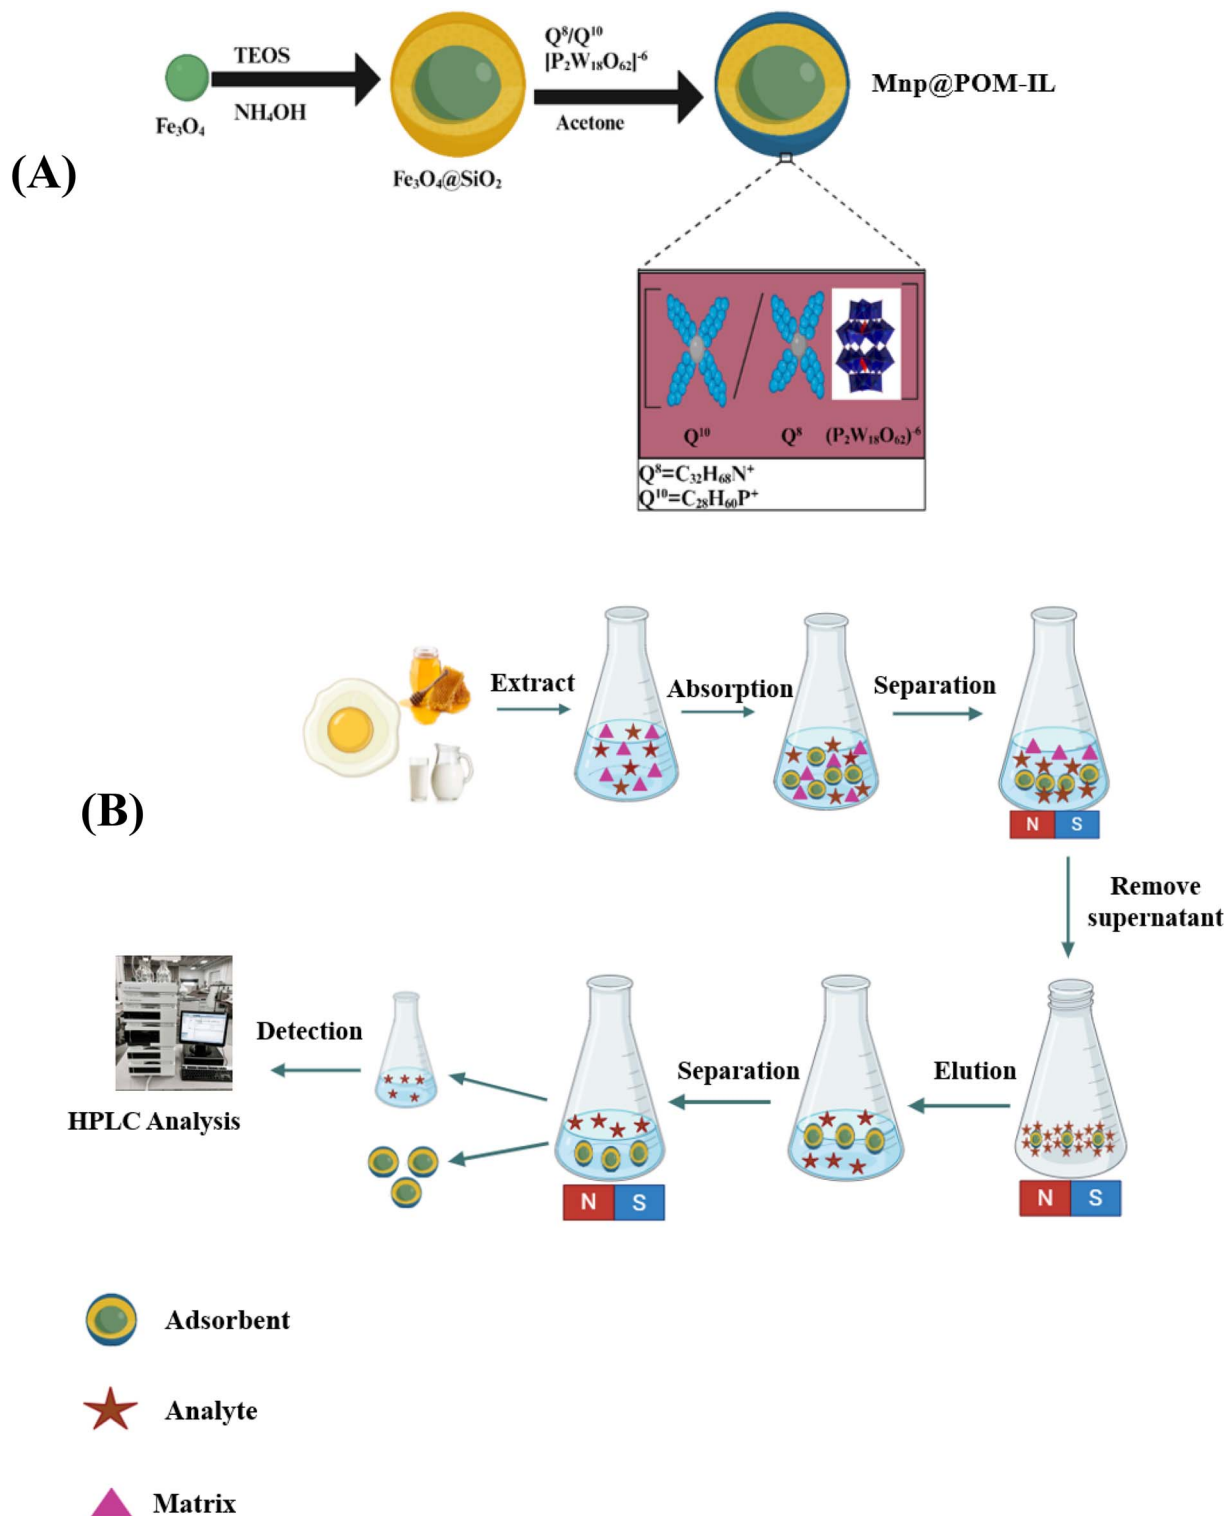 TEOS
NH₄OH
Fe₃O₄
Fe₃O₄@SiO₂
Q⁸/Q¹⁰
[P₂W₁₈O₆₂]⁻⁶
Acetone
Mnp@POM-IL
(A)
Q¹⁰ Q⁸ (P₂W₁₈O₆₂)⁻⁶
Q⁸=C₃₂H₆₈N⁺
Q¹⁰=C₂₈H₆₀P⁺
(B)
Extract
Absorption
Separation
N S
Remove
supernatant
Elution
N S
Separation
N S
Detection
HPLC Analysis
Adsorbent
Analyte
Matrix